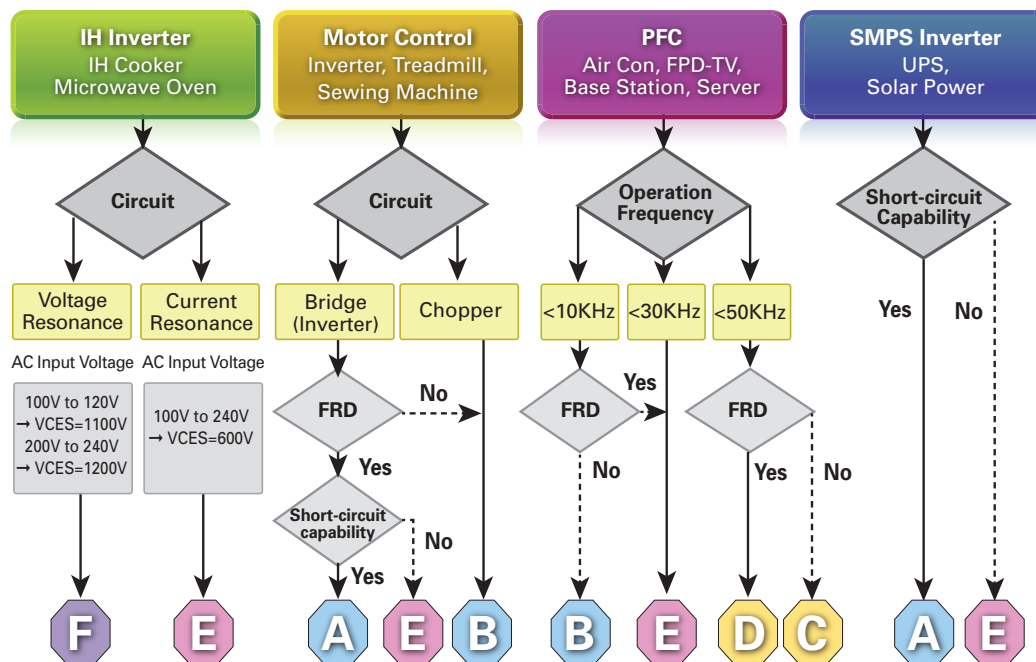 IH Inverter
IH Cooker
Microwave Oven
Motor Control
Inverter, Treadmill,
Sewing Machine
PFC
Air Con, FPD-TV,
Base Station, Server
SMPS Inverter
UPS,
Solar Power
Circuit
Circuit
Operation
Frequency
Short-circuit
Capability
Voltage
Resonance
Current
Resonance
Bridge
(Inverter)
Chopper
<10KHz
<30KHz
<50KHz
Yes
No
AC Input Voltage
AC Input Voltage
100V to 120V
→ VCES=1100V
200V to 240V
→ VCES=1200V
100V to 240V
→ VCES=600V
FRD
No
Yes
FRD
Yes
No
FRD
Yes
No
Short-circuit
capability
No
Yes
F
E
A
E
B
B
E
D
C
A
E